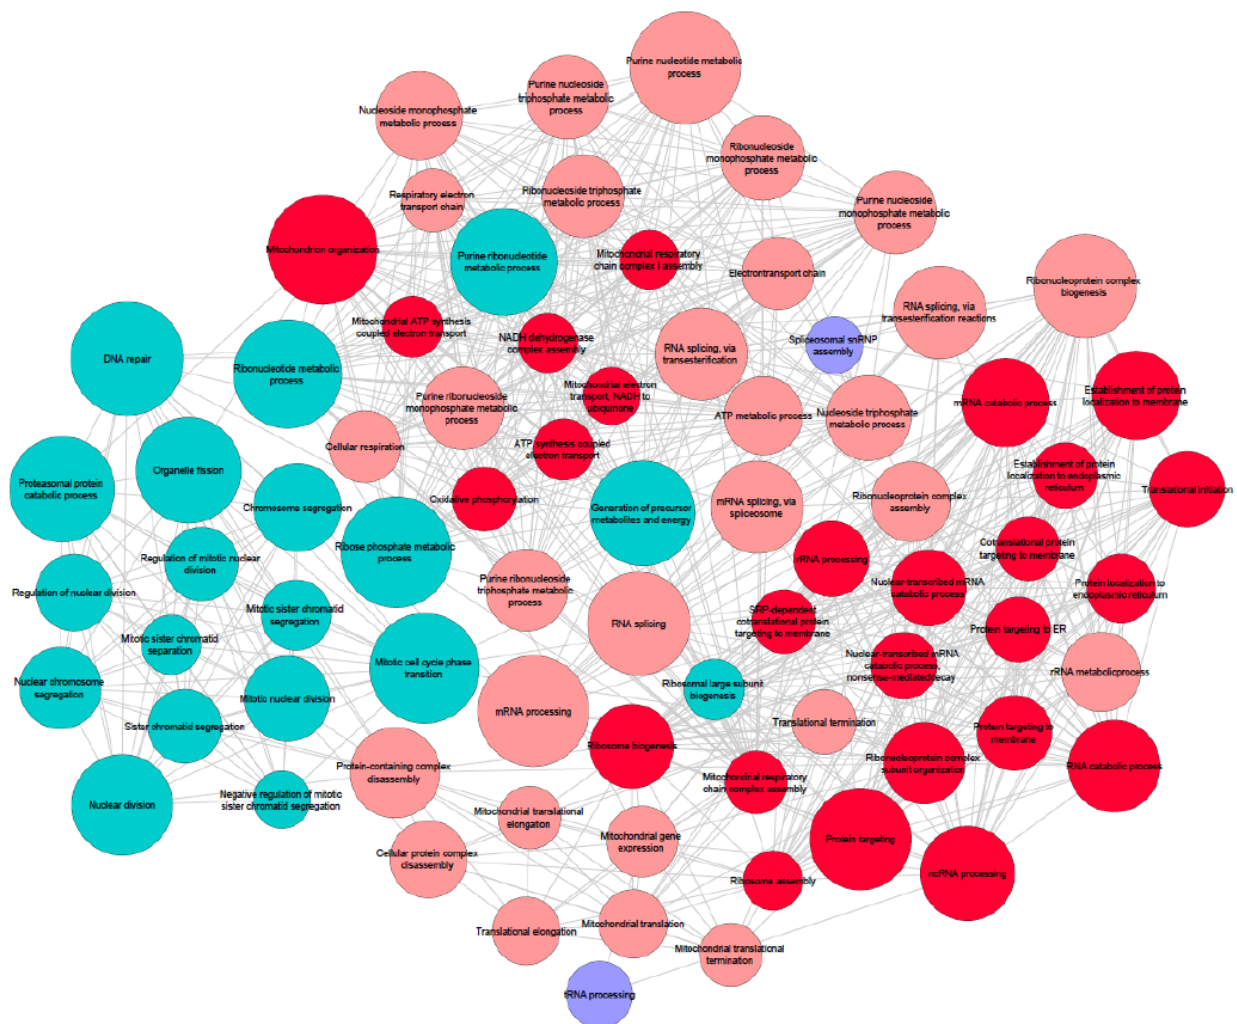 Purine nucleotide metabolic
process
Purine nucleoside
triphosphate metabolic
process
Nucleoside monophosphate
metabolic process
Ribonucleoside
monophosphate metabolic
process
Respiratory electron
transport chain
Ribonucleoside triphosphate
metabolic process
Purine nucleoside
monophosphate metabolic
process
Mitochondrion organization
Purine ribonucleotide
metabolic process
Mitochondrial respiratory
chain complex I assembly
Electrontransport chain
Ribonucleoprotein complex
biogenesis
RNA splicing, via
transesterification reactions
Mitochondrial ATP synthesis
coupled electron transport
NADH dehydrogenase
complex assembly
RNA splicing, via
transesterification
Spliceosomal snRNP
assembly
DNA repair
Ribonucleotide metabolic
process
Mitochondrial electron
transport, NADH to
ubiquinone
Purine ribonucleoside
monophosphate metabolic
process
ATP metabolic process
Nucleoside triphosphate
metabolic process
mRNA catabolic process
Establishment of protein
localization to membrane
Cellular respiration
ATP synthesis coupled
electron transport
Organelle fission
Proteasomal protein
catabolic process
Chromosome segregation
Oxidative phosphorylation
Generation of precursor
metabolites and energy
mRNA splicing, via
spliceosome
Ribonucleoprotein complex
assembly
Establishment of protein
localization to endoplasmic
reticulum
Translational initiation
Regulation of mitotic nuclear
division
Ribose phosphate metabolic
process
Cotranslational protein
targeting to membrane
rRNA processing
Regulation of nuclear division
Purine ribonucleoside
triphosphate metabolic
process
Nuclear-transcribed mRNA
catabolic process
Protein localization to
endoplasmic reticulum
Mitotic sister chromatid
segregation
RNA splicing
SRP-dependent
cotranslational protein
targeting to membrane
Protein targeting to ER
Mitotic sister chromatid
separation
Mitotic cell cycle phase
transition
Nuclear-transcribed mRNA
catabolic process,
nonsense-mediateddecay
rRNA metabolicprocess
Nuclear chromosome
segregation
Mitotic nuclear division
Ribosomal large subunit
biogenesis
Sister chromatid segregation
mRNA processing
Translational termination
Protein targeting to
membrane
Ribosome biogenesis
Ribonucleoprotein complex
subunit organization
RNA catabolic process
Protein-containing complex
disassembly
Mitochondrial respiratory
chain complex assembly
Nuclear division
Negative regulation of mitotic
sister chromatid segregation
Mitochondrial translational
elongation
Mitochondrial gene
expression
Protein targeting
Cellular protein complex
disassembly
Ribosome assembly
ncRNA processing
Translational elongation
Mitochondrial translation
Mitochondrial translational
termination
tRNA processing